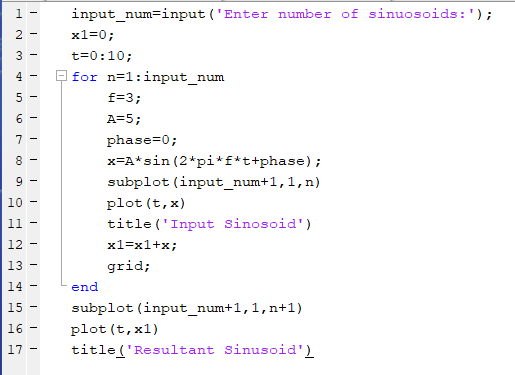 1 - input_num=input('Enter number of sinuosoids:');
2 - x1=0;
3 - t=0:10;
4 - for n=1:input_num
5 - f=3;
6 - A=5;
7 - phase=0;
8 - x=A*sin(2*pi*f*t+phase);
9 - subplot(input_num+1,1,n)
10 - plot(t,x)
11 - title('Input Sinosoid')
12 - x1=x1+x;
13 - grid;
14 - end
15 - subplot(input_num+1,1,n+1)
16 - plot(t,x1)
17 - title('Resultant Sinusoid')